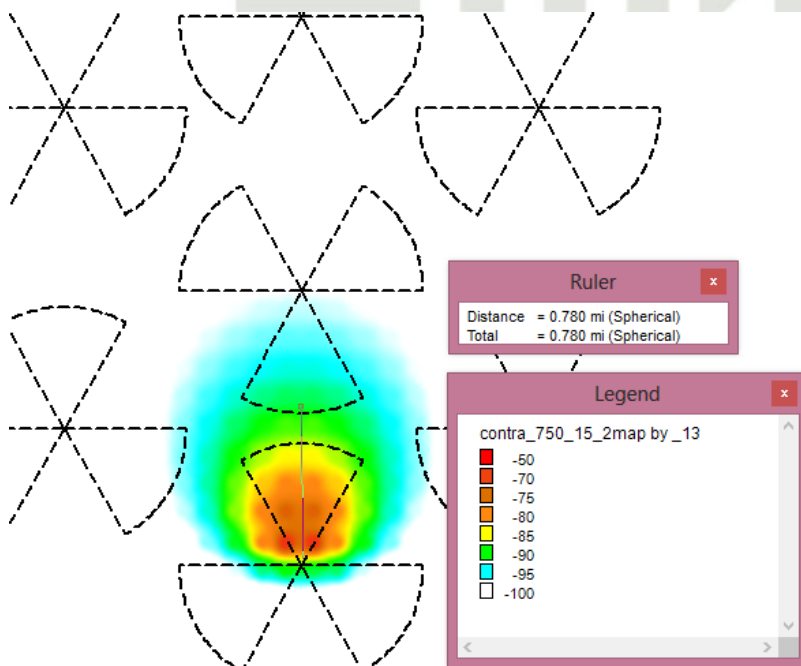 Ruler
x
Distance = 0.780 mi (Spherical)
Total = 0.780 mi (Spherical)
Legend
x
contra_750_15_2map by _13
-50
-70
-75
-80
-85
-90
-95
-100